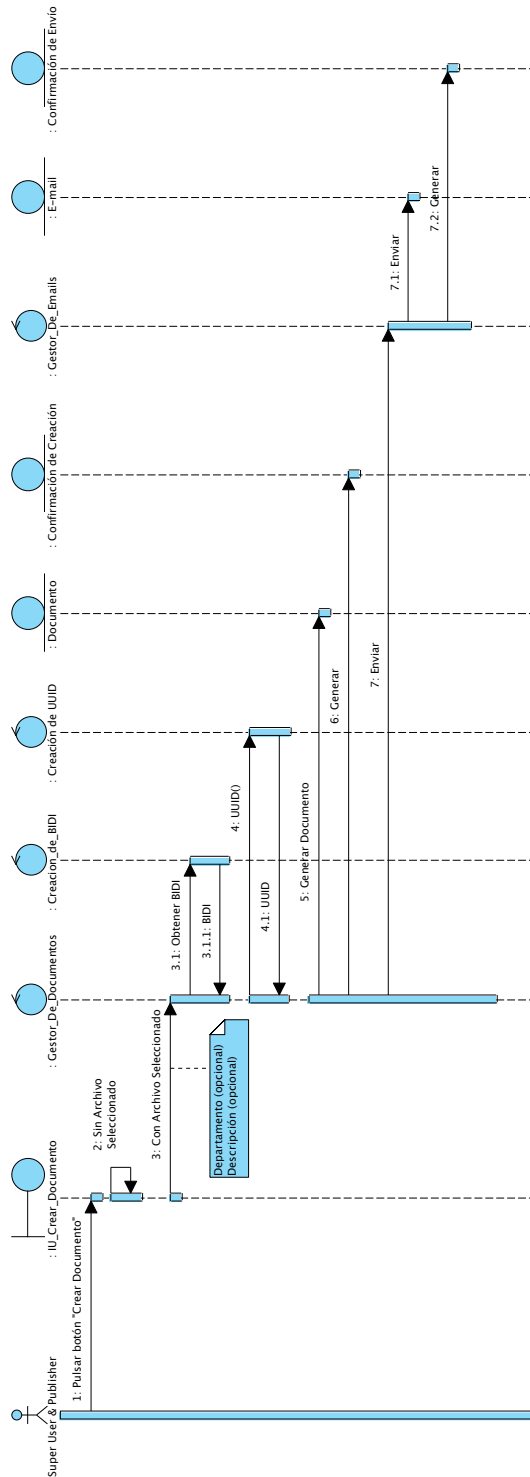 Super User & Publisher
: IU_Crear_Documento
: Gestor_De_Documentos
: Creacion_de_BIDI
: Creación de UUID
: Documento
: Confirmación de Creación
: Gestor_De_Emails
: E-mail
: Confirmación de Envío
1: Pulsar botón "Crear Documento"
2: Sin Archivo
Seleccionado
3: Con Archivo Seleccionado
Departamento (opcional)
Descripción (opcional)
3.1: Obtener BIDI
3.1.1: BIDI
4: UUID()
4.1: UUID
5: Generar Documento
6: Generar
7: Enviar
7.1: Enviar
7.2: Generar